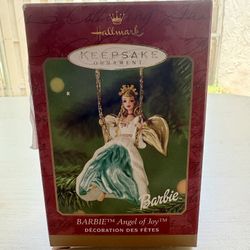 Hallmark
KEEPSAKE
ORNAMENT
Barbie
BARBIE™ Angel of Joy™
DÉCORATION DES FÊTES